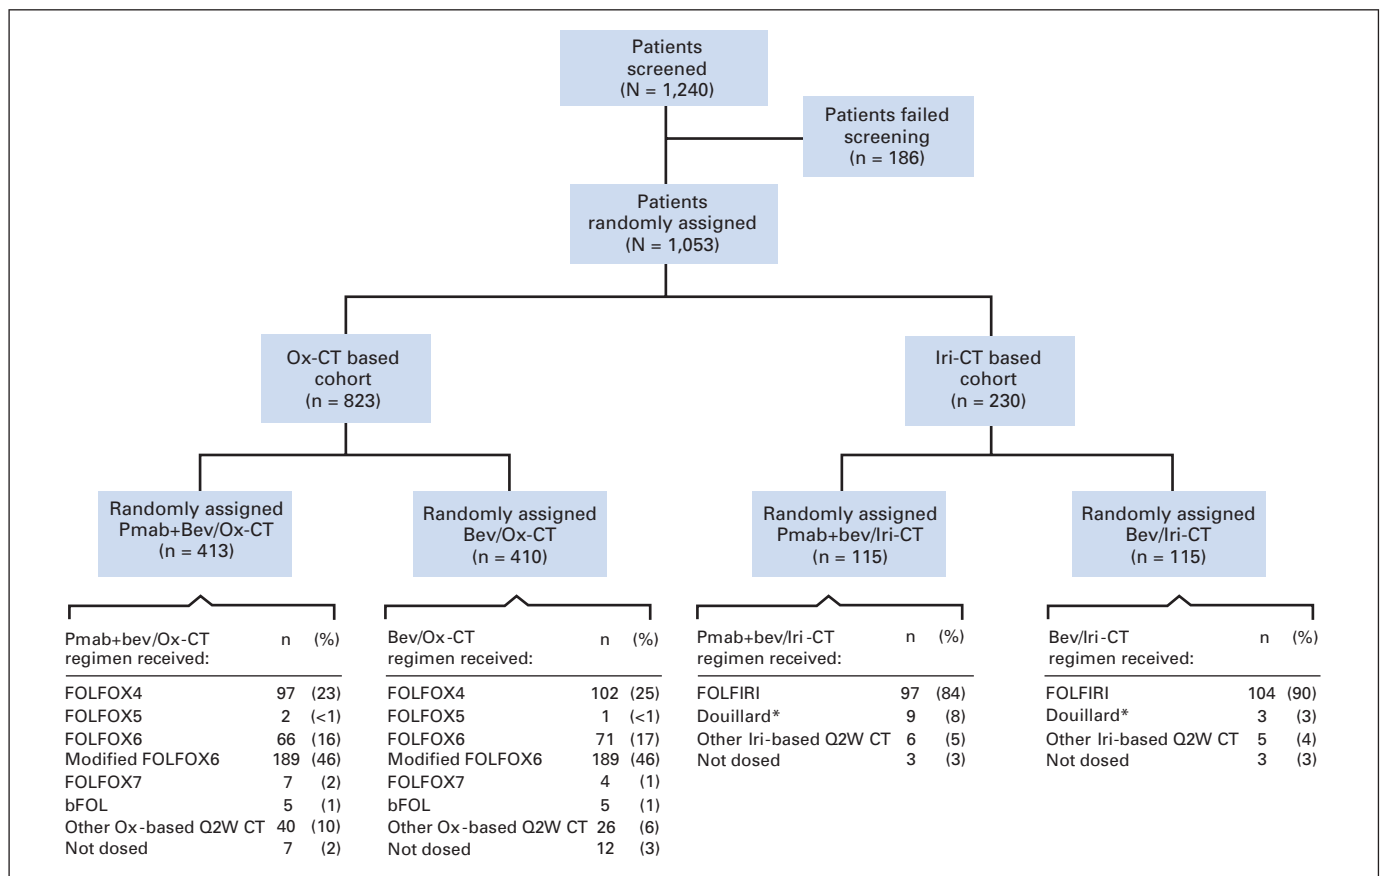 Patients
screened
(N = 1,240)
Patients failed
screening
(n = 186)
Patients
randomly assigned
(N = 1,053)
Ox-CT based
cohort
(n = 823)
Iri-CT based
cohort
(n = 230)
Randomly assigned
Pmab+Bev/Ox-CT
(n = 413)
Randomly assigned
Bev/Ox-CT
(n = 410)
Randomly assigned
Pmab+bev/Iri-CT
(n = 115)
Randomly assigned
Bev/Iri-CT
(n = 115)
Pmab+bev/Ox-CT n (%)
regimen received:
FOLFOX4 97 (23)
FOLFOX5 2 (<1)
FOLFOX6 66 (16)
Modified FOLFOX6 189 (46)
FOLFOX7 7 (2)
bFOL 5 (1)
Other Ox-based Q2W CT 40 (10)
Not dosed 7 (2)
Bev/Ox-CT n (%)
regimen received:
FOLFOX4 102 (25)
FOLFOX5 1 (<1)
FOLFOX6 71 (17)
Modified FOLFOX6 189 (46)
FOLFOX7 4 (1)
bFOL 5 (1)
Other Ox-based Q2W CT 26 (6)
Not dosed 12 (3)
Pmab+bev/Iri-CT n (%)
regimen received:
FOLFIRI 97 (84)
Douillard* 9 (8)
Other Iri-based Q2W CT 6 (5)
Not dosed 3 (3)
Bev/Iri-CT n (%)
regimen received:
FOLFIRI 104 (90)
Douillard* 3 (3)
Other Iri-based Q2W CT 5 (4)
Not dosed 3 (3)